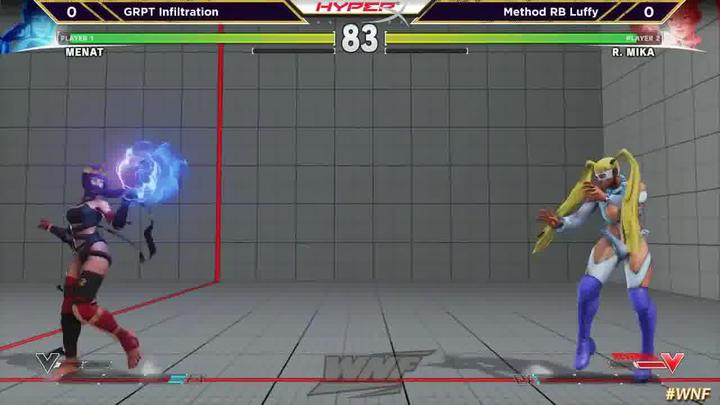 0 GRPT Infiltration HYPER Method RB Luffy 0
PLAYER 1 83 PLAYER 2
MENAT R. MIKA
WNF
#WNF